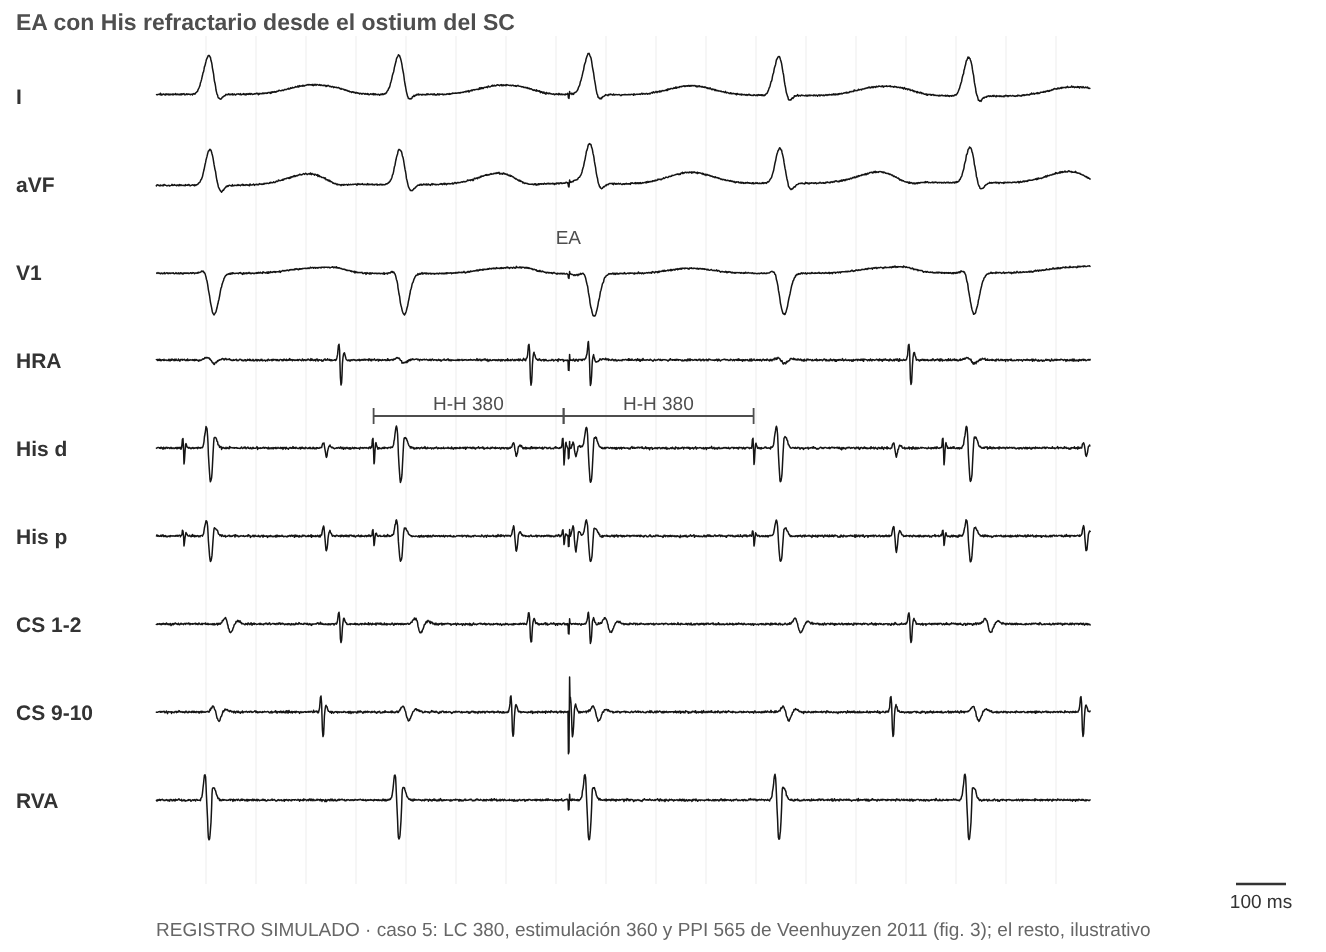 EA con His refractario desde el ostium del SC
I
aVF
EA
V1
HRA
H-H 380 H-H 380
His d
His p
CS 1-2
CS 9-10
RVA
100 ms
REGISTRO SIMULADO · caso 5: LC 380, estimulación 360 y PPI 565 de Veenhuyzen 2011 (fig. 3); el resto, ilustrativo